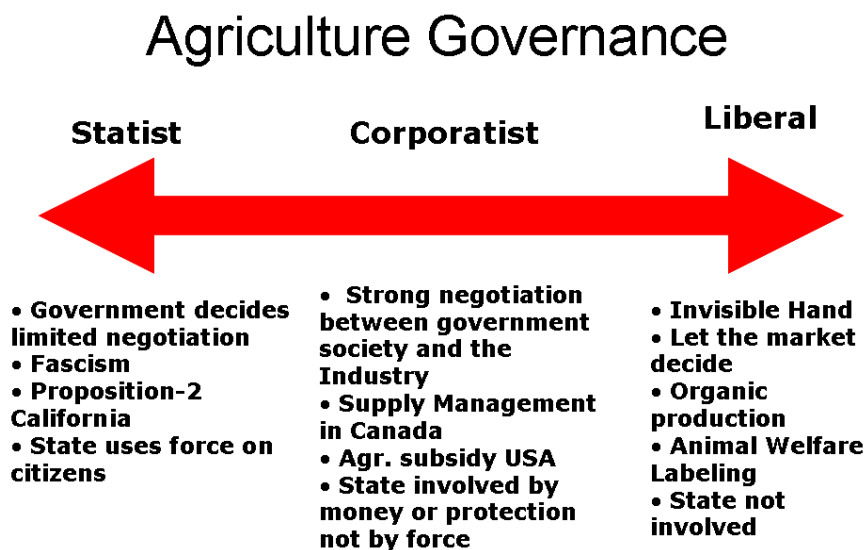 Agriculture Governance
Statist
Corporatist
Liberal
• Government decides
limited negotiation
• Fascism
• Proposition-2
California
• State uses force on
citizens
• Strong negotiation
between government
society and the
Industry
• Supply Management
in Canada
• Agr. subsidy USA
• State involved by
money or protection
not by force
• Invisible Hand
• Let the market
decide
• Organic
production
• Animal Welfare
Labeling
• State not
involved